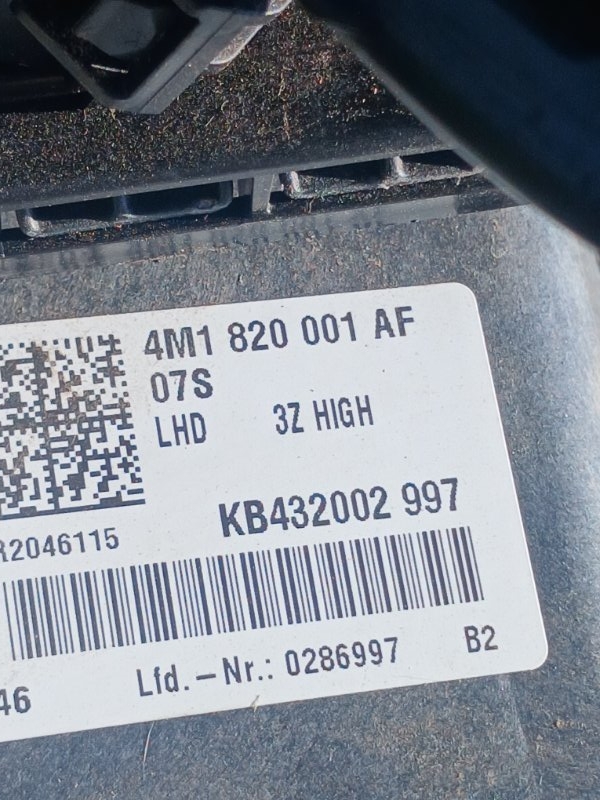 4M1 820 001 AF
07S
LHD 3Z HIGH
KB432002 997
R2046115
Lfd.-Nr.: 0286997 B2
46